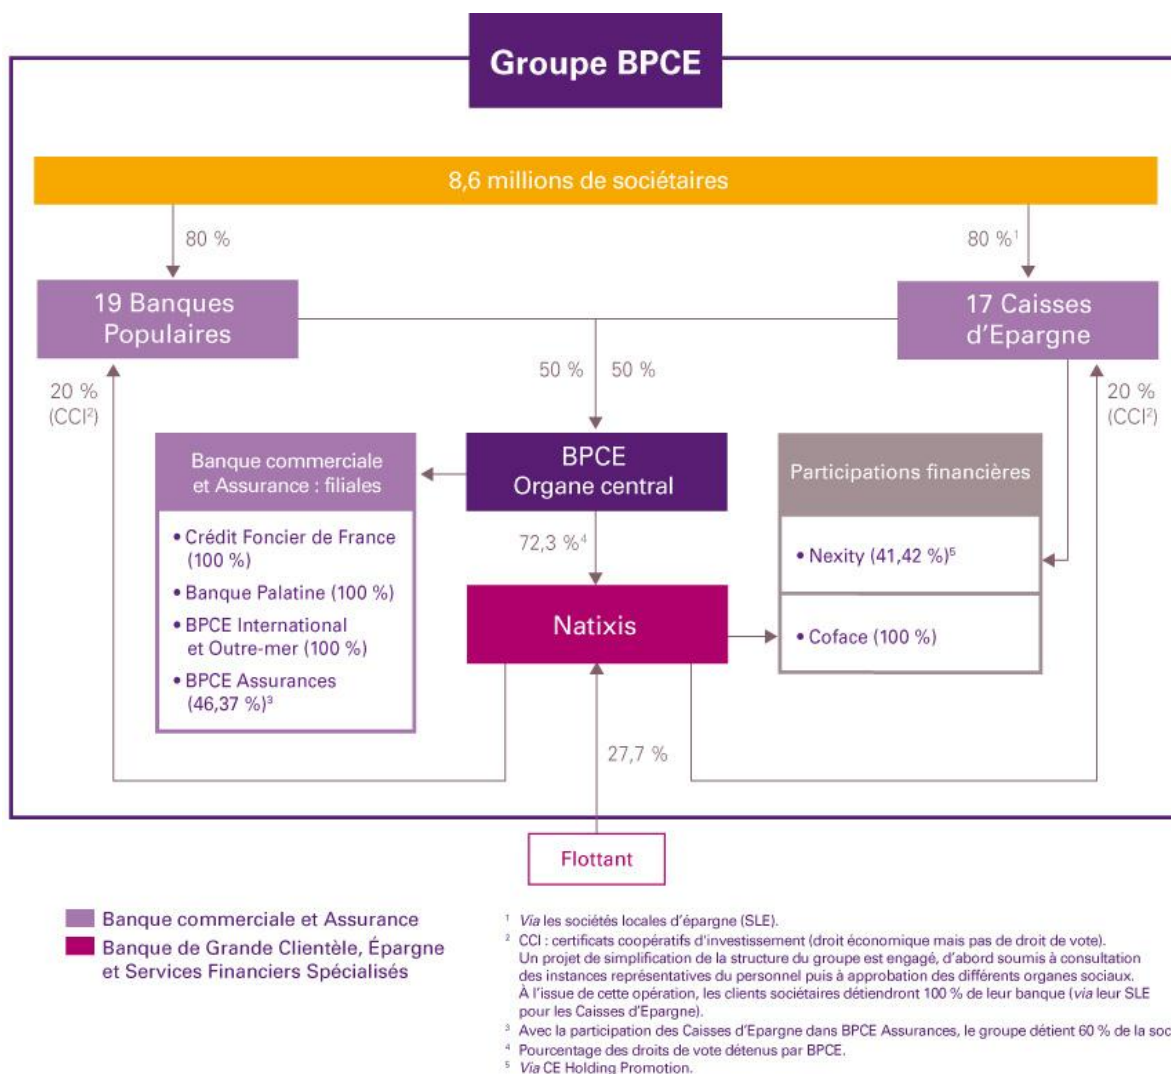 Groupe BPCE
8,6 millions de sociétaires
80 %
80 %¹
19 Banques
Populaires
17 Caisses
d'Epargne
50 %
50 %
20 %
(CCI²)
20 %
(CCI²)
Banque commerciale
et Assurance : filiales
• Crédit Foncier de France
(100 %)
• Banque Palatine (100 %)
• BPCE International
et Outre-mer (100 %)
• BPCE Assurances
(46,37 %)³
BPCE
Organe central
72,3 %⁴
Natixis
Participations financières
• Nexity (41,42 %)⁵
• Coface (100 %)
27,7 %
Flottant
Banque commerciale et Assurance
Banque de Grande Clientèle, Épargne
et Services Financiers Spécialisés
¹ Via les sociétés locales d'épargne (SLE).
² CCI : certificats coopératifs d'investissement (droit économique mais pas de droit de vote).
Un projet de simplification de la structure du groupe est engagé, d'abord soumis à consultation
des instances représentatives du personnel puis à approbation des différents organes sociaux.
À l'issue de cette opération, les clients sociétaires détiendront 100 % de leur banque (via leur SLE
pour les Caisses d'Epargne).
³ Avec la participation des Caisses d'Epargne dans BPCE Assurances, le groupe détient 60 % de la soc
⁴ Pourcentage des droits de vote détenus par BPCE.
⁵ Via CE Holding Promotion.